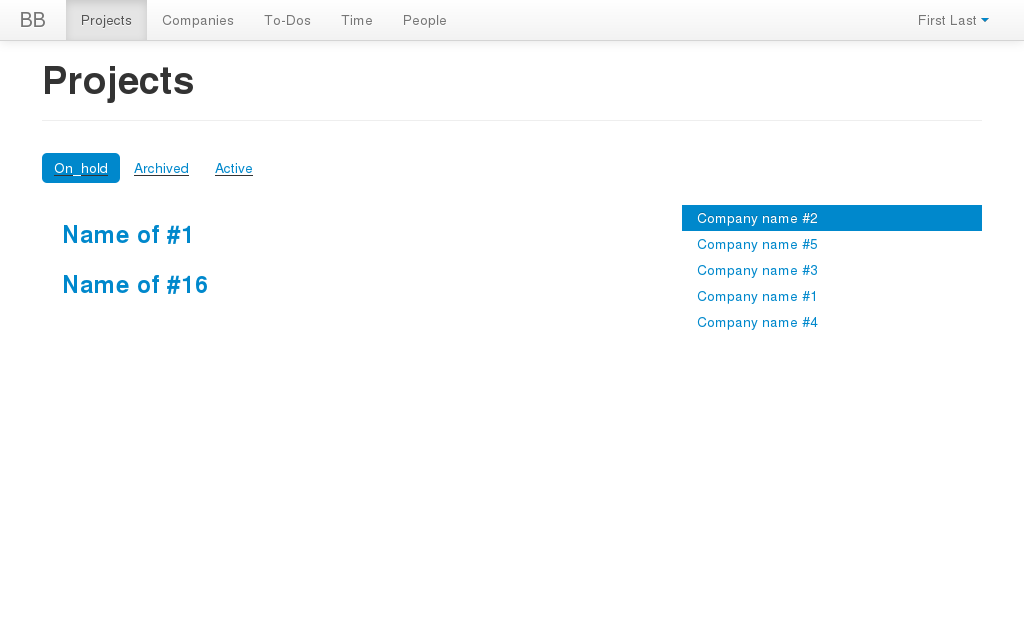 BB Projects Companies To-Dos Time People First Last
Projects
On_hold Archived Active
Name of #1
Name of #16
Company name #2
Company name #5
Company name #3
Company name #1
Company name #4